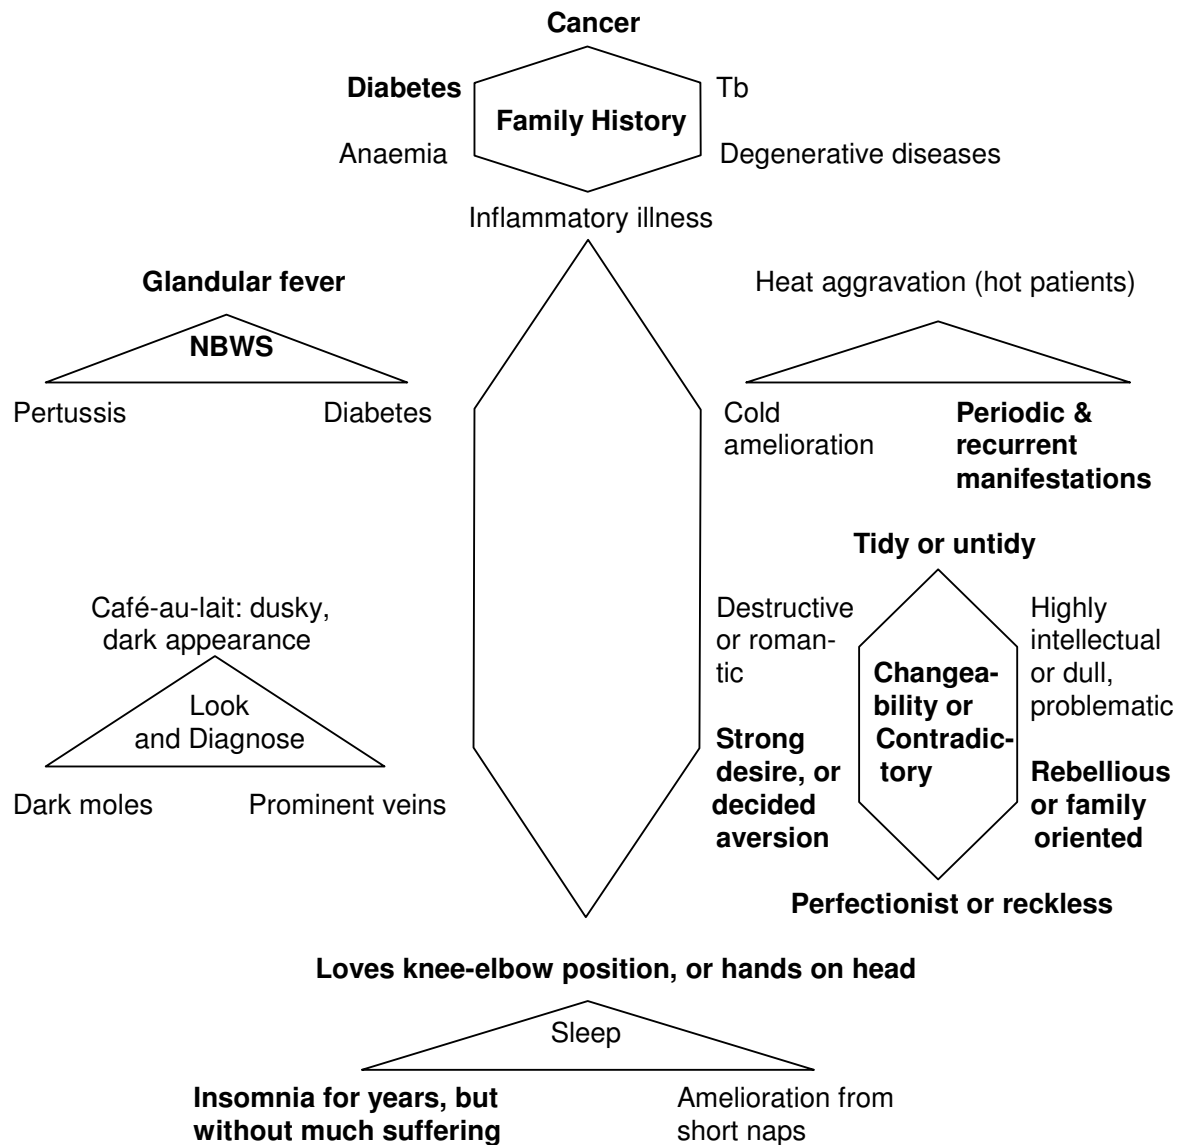 Cancer
Diabetes
Tb
Family History
Anaemia
Degenerative diseases
Inflammatory illness
Glandular fever
NBWS
Pertussis
Diabetes
Heat aggravation (hot patients)
Cold
amelioration
Periodic &
recurrent
manifestations
Café-au-lait: dusky,
dark appearance
Look
and Diagnose
Dark moles
Prominent veins
Tidy or untidy
Destructive
or roman-
tic
Highly
intellectual
or dull,
problematic
Changea-
bility or
Contradic-
tory
Strong
desire, or
decided
aversion
Rebellious
or family
oriented
Perfectionist or reckless
Loves knee-elbow position, or hands on head
Sleep
Insomnia for years, but
without much suffering
Amelioration from
short naps